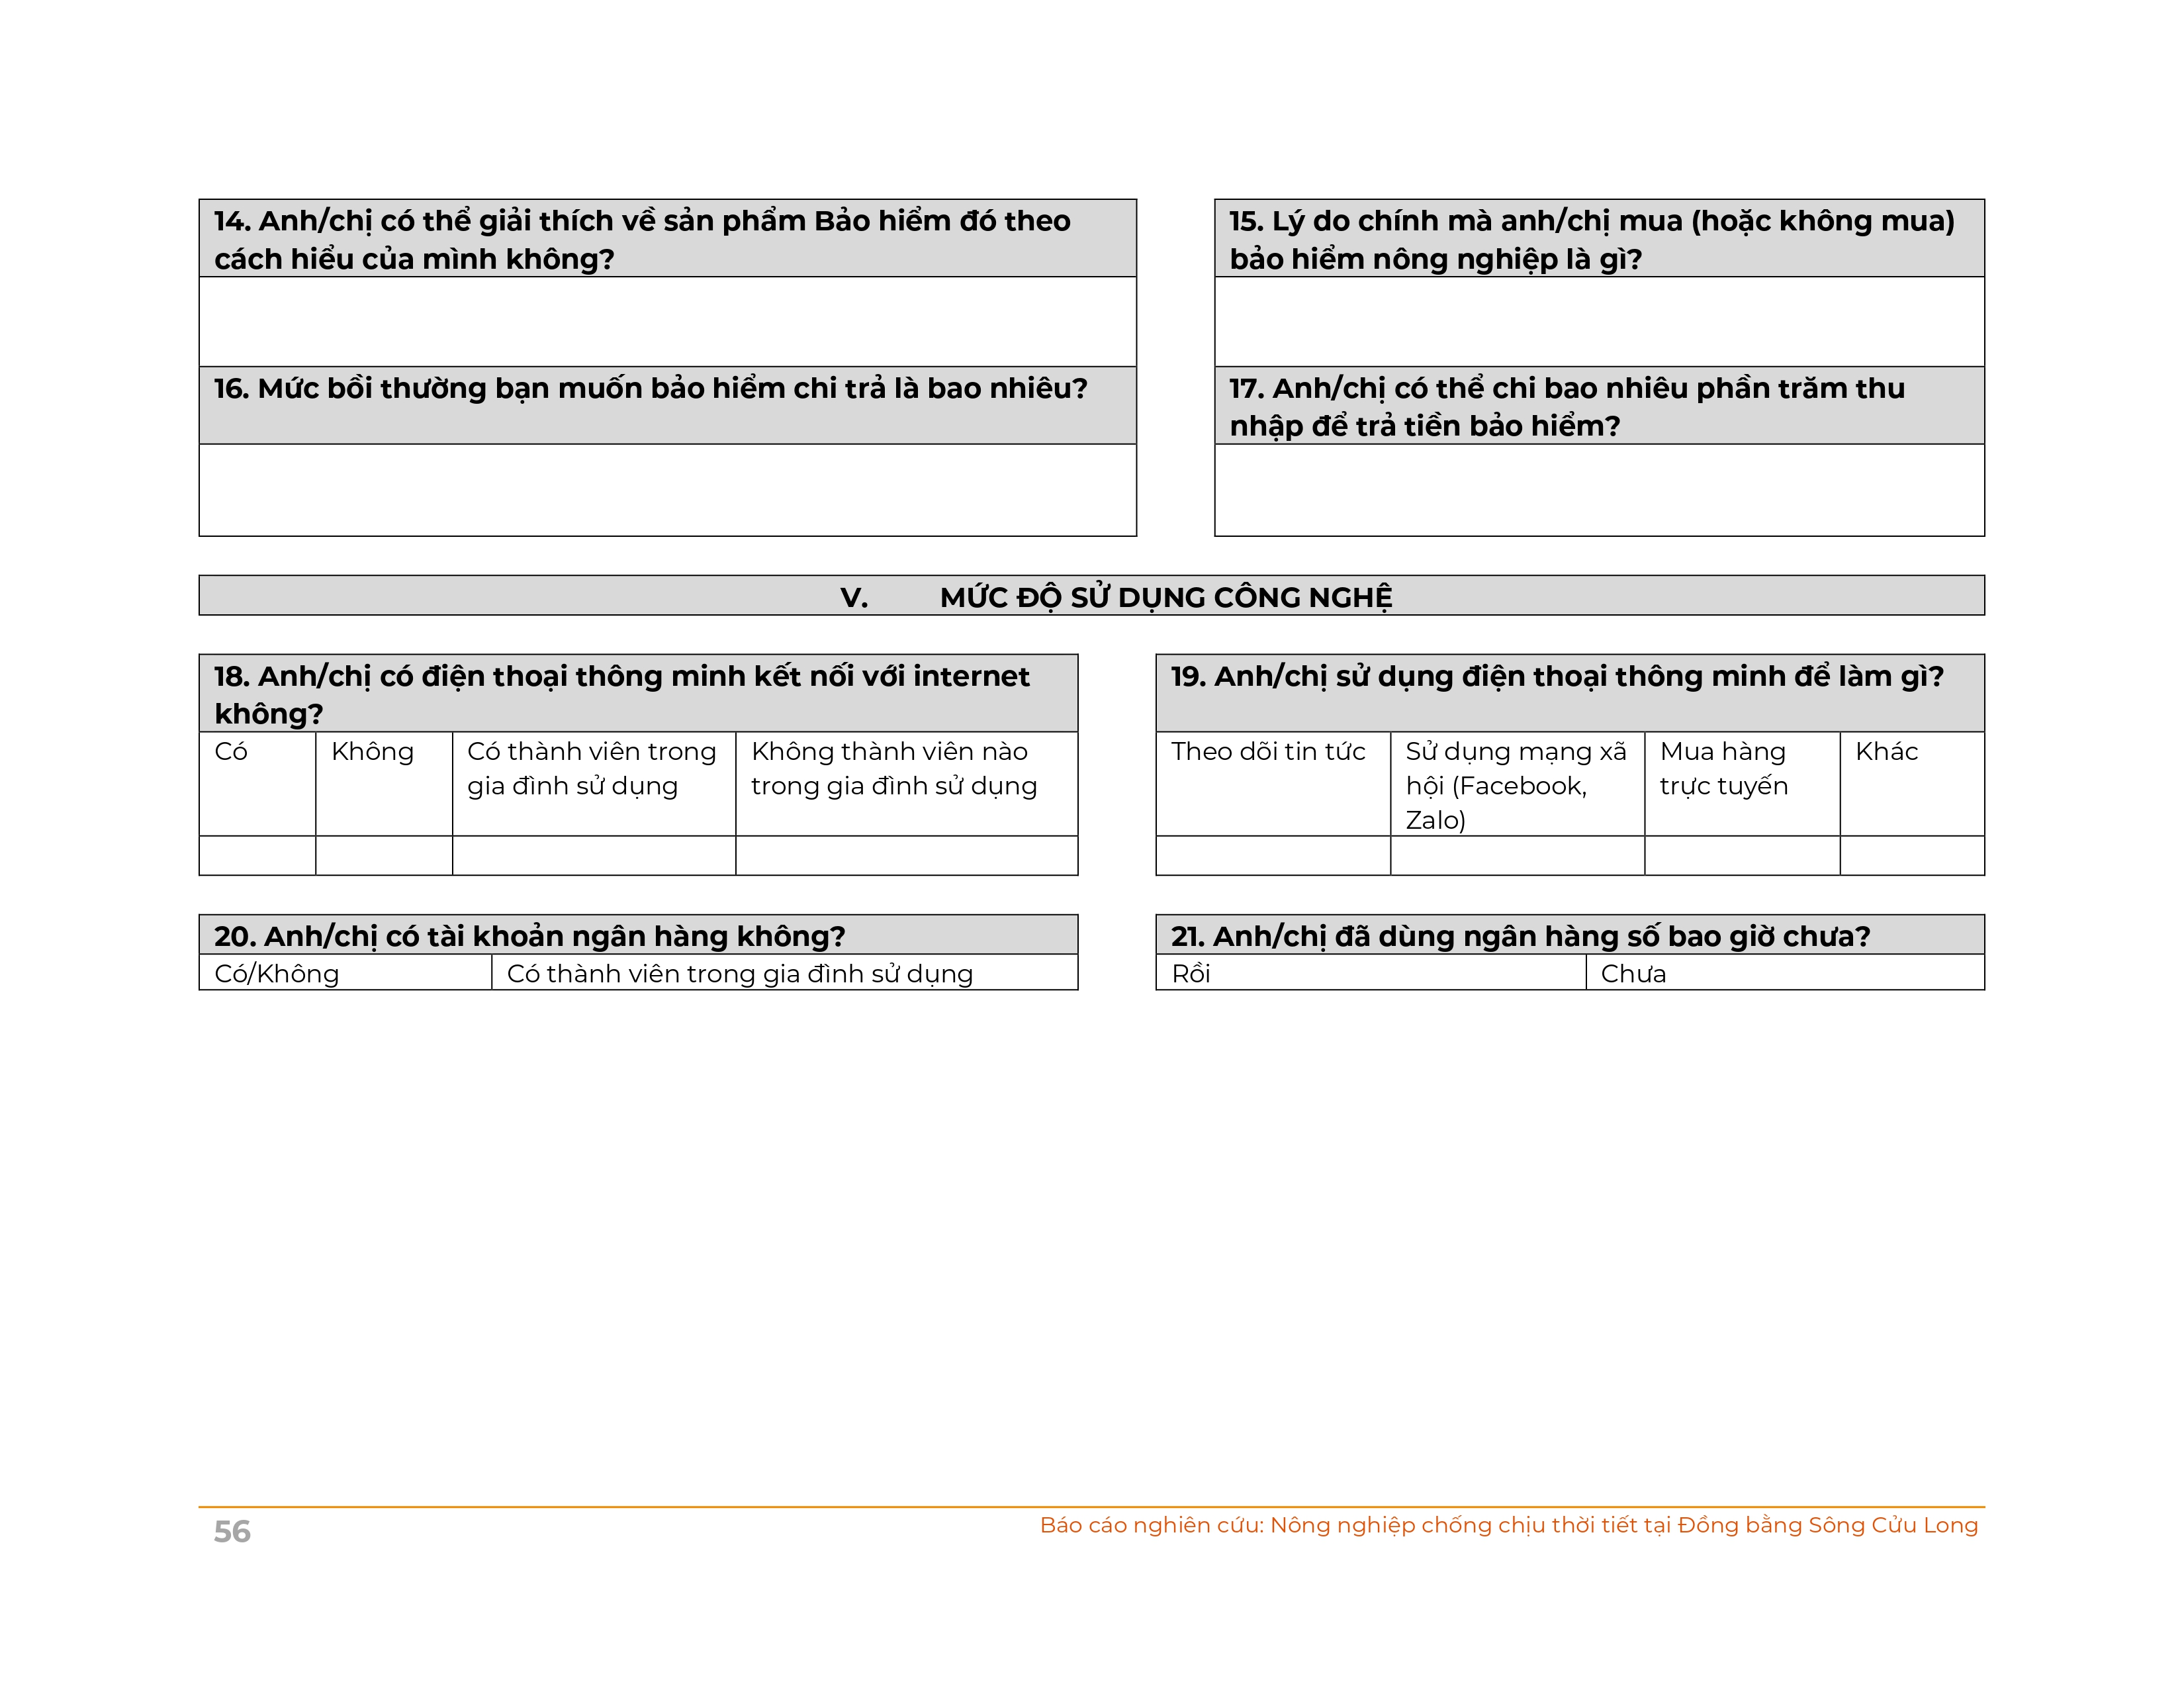 14. Anh/chị có thể giải thích về sản phẩm Bảo hiểm đó theo
cách hiểu của mình không?
15. Lý do chính mà anh/chị mua (hoặc không mua)
bảo hiểm nông nghiệp là gì?
16. Mức bồi thường bạn muốn bảo hiểm chi trả là bao nhiêu?
17. Anh/chị có thể chi bao nhiêu phần trăm thu
nhập để trả tiền bảo hiểm?
V. MỨC ĐỘ SỬ DỤNG CÔNG NGHỆ
18. Anh/chị có điện thoại thông minh kết nối với internet
không?
Có
Không
Có thành viên trong
gia đình sử dụng
Không thành viên nào
trong gia đình sử dụng
19. Anh/chị sử dụng điện thoại thông minh để làm gì?
Theo dõi tin tức
Sử dụng mạng xã
hội (Facebook,
Zalo)
Mua hàng
trực tuyến
Khác
20. Anh/chị có tài khoản ngân hàng không?
Có/Không
Có thành viên trong gia đình sử dụng
21. Anh/chị đã dùng ngân hàng số bao giờ chưa?
Rồi
Chưa
56
Báo cáo nghiên cứu: Nông nghiệp chống chịu thời tiết tại Đồng bằng Sông Cửu Long